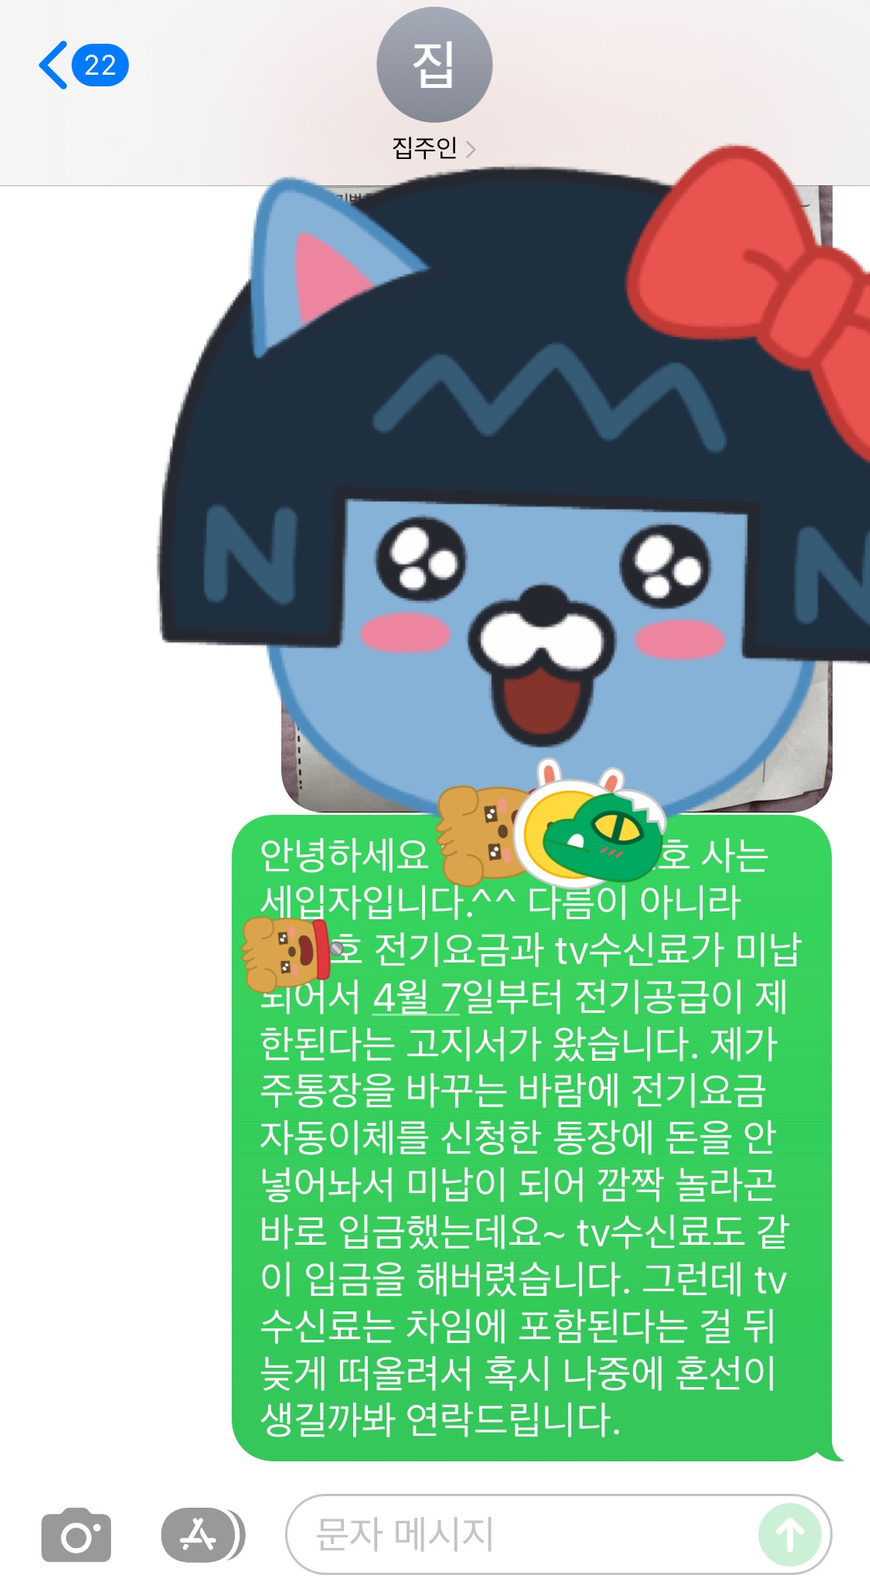 22
집
집주인
N
N
안녕하세요 호 사는
세입자입니다.^^ 다름이 아니라
호 전기요금과 tv수신료가 미납
되어서 4월 7일부터 전기공급이 제
한된다는 고지서가 왔습니다. 제가
주통장을 바꾸는 바람에 전기요금
자동이체를 신청한 통장에 돈을 안
넣어놔서 미납이 되어 깜짝 놀라곤
바로 입금했는데요~ tv수신료도 같
이 입금을 해버렸습니다. 그런데 tv
수신료는 차임에 포함된다는 걸 뒤
늦게 떠올려서 혹시 나중에 혼선이
생길까봐 연락드립니다.
문자 메시지